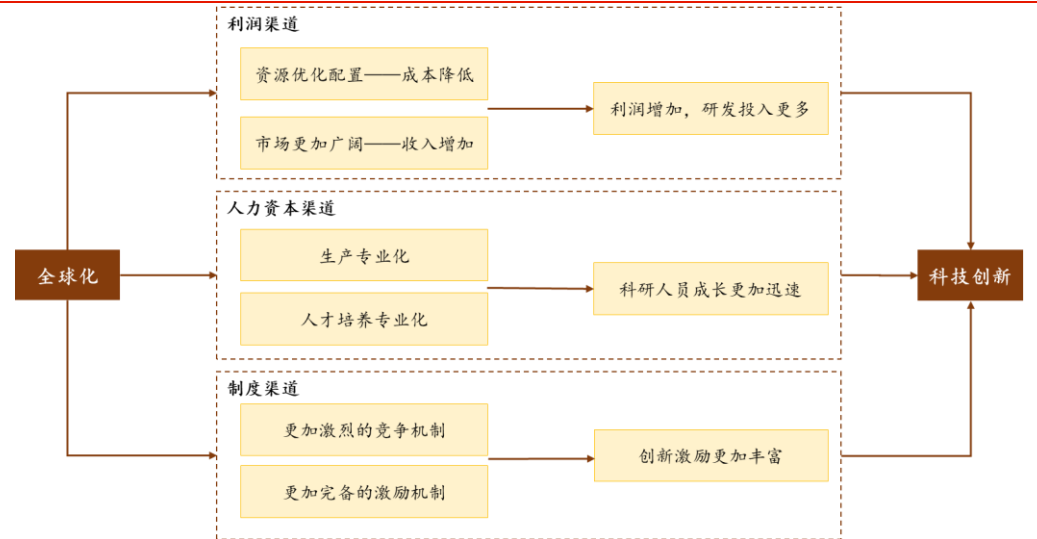 利润渠道
资源优化配置——成本降低
市场更加广阔——收入增加
利润增加，研发投入更多
人力资本渠道
生产专业化
人才培养专业化
科研人员成长更加迅速
制度渠道
更加激烈的竞争机制
更加完备的激励机制
创新激励更加丰富
全球化
科技创新